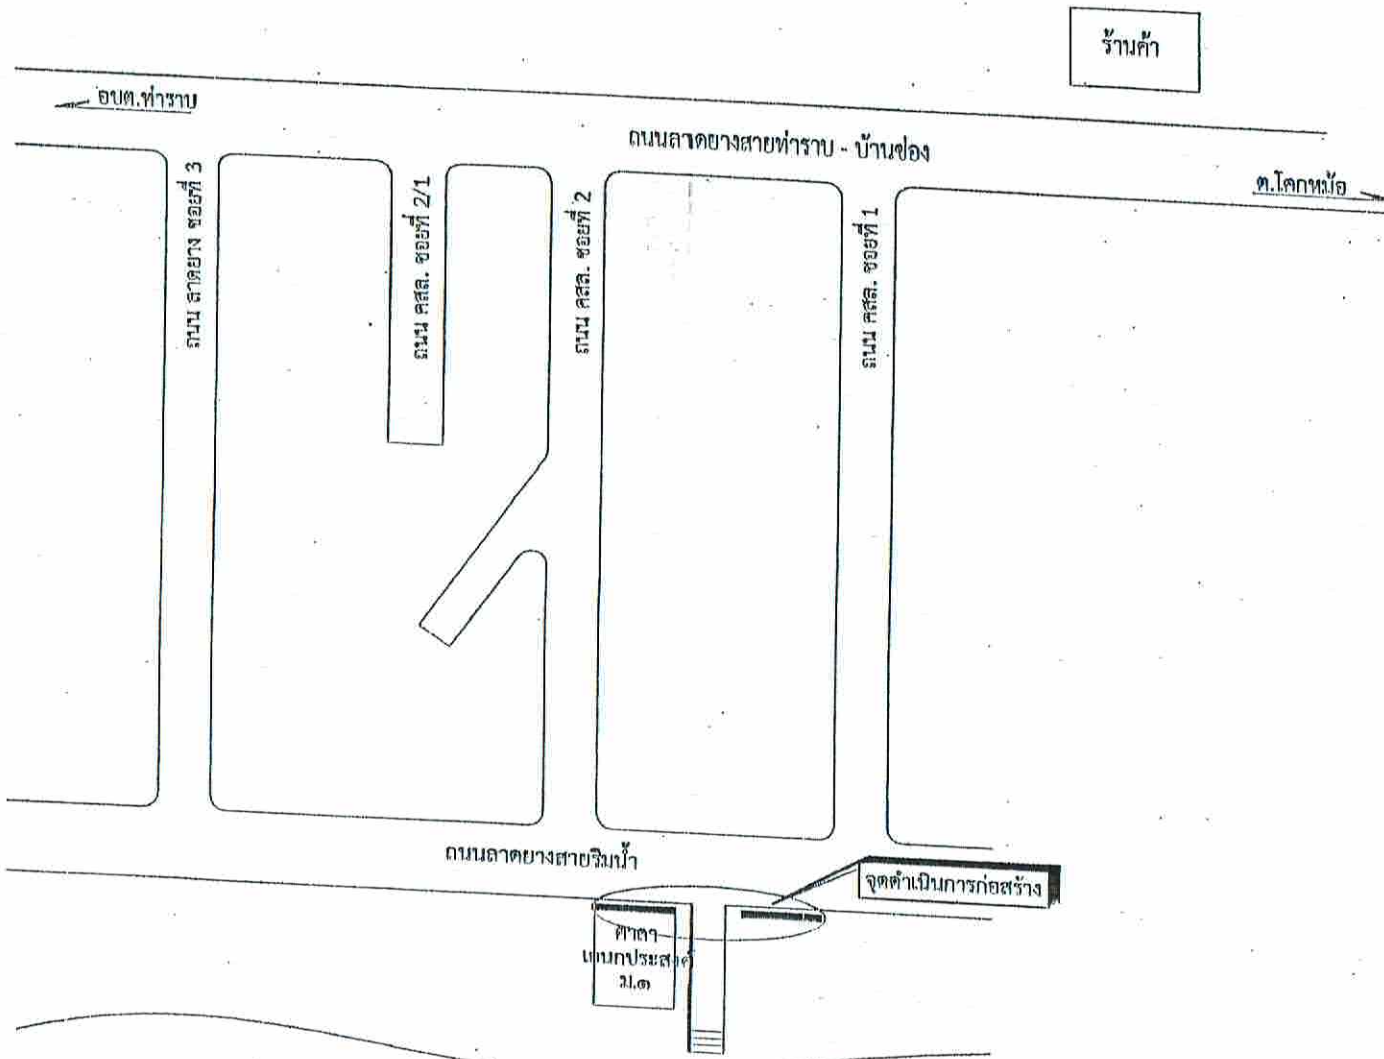 ร้านค้า
อบต.ท่าราบ
ถนนลาดยางสายท่าราบ - บ้านซ่อง
ต.โคกหม้อ
ถนน ลาดยาง ซอยที่ 3
ถนน คสล. ซอยที่ 2/1
ถนน คสล. ซอยที่ 2
ถนน คสล. ซอยที่ 1
ถนนลาดยางสายริมน้ำ
จุดดำเนินการก่อสร้าง
ศาลา
เอนกประสงค์
ม.๑